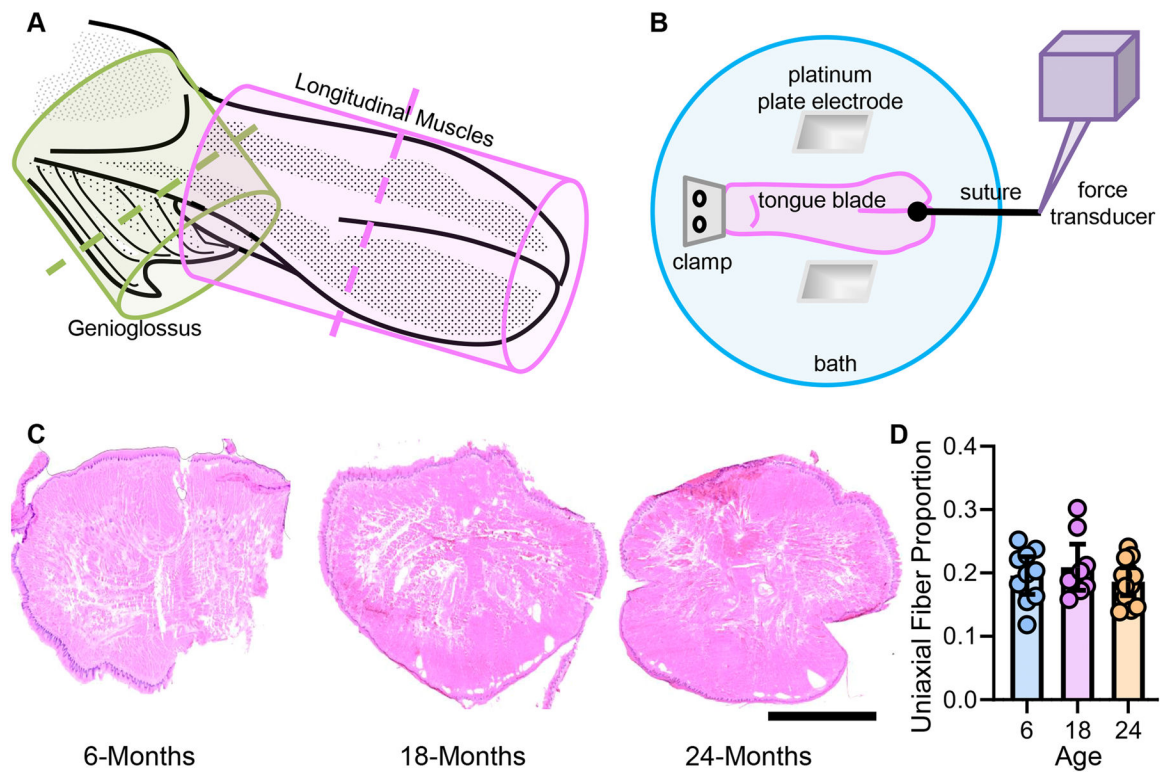 A
Longitudinal Muscles
Genioglossus
B
platinum
plate electrode
tongue blade
suture
force
transducer
clamp
bath
C
6-Months
18-Months
24-Months
D
Uniaxial Fiber Proportion
0.4
0.3
0.2
0.1
0.0
6
18
24
Age